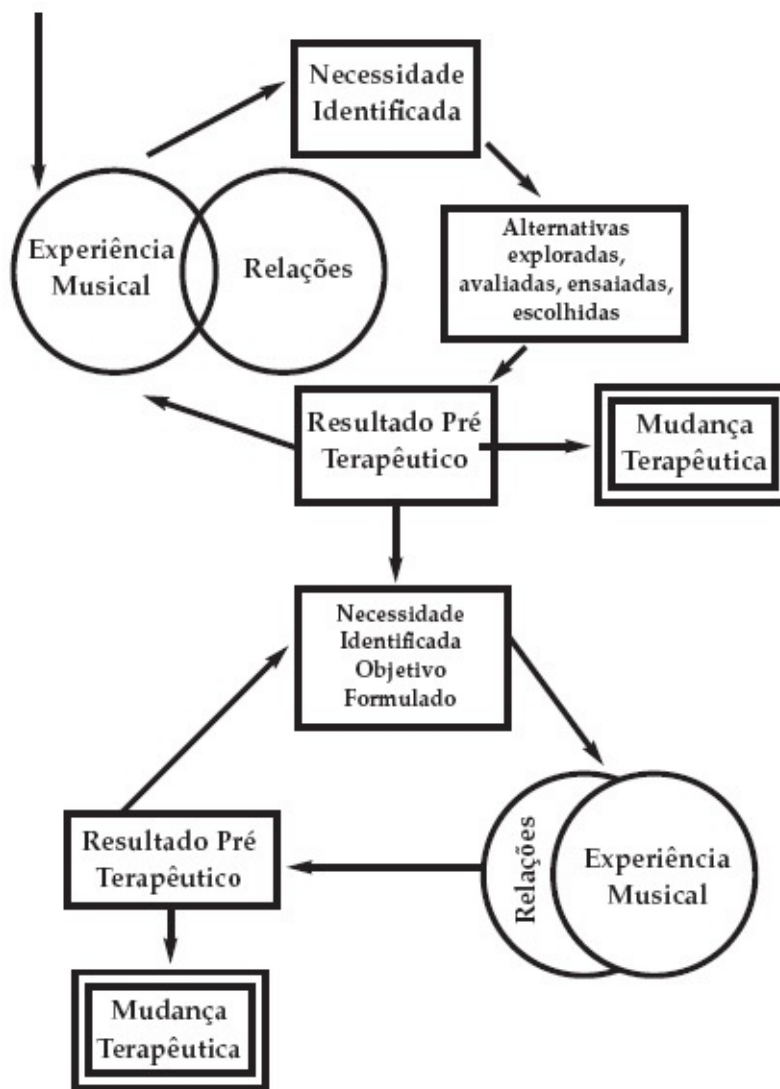 Necessidade
Identificada
Experiência
Musical
Relações
Alternativas
exploradas,
avaliadas, ensaiadas,
escolhidas
Resultado Pré
Terapêutico
Mudança
Terapêutica
Necessidade
Identificada
Objetivo
Formulado
Relações
Experiência
Musical
Resultado Pré
Terapêutico
Mudança
Terapêutica